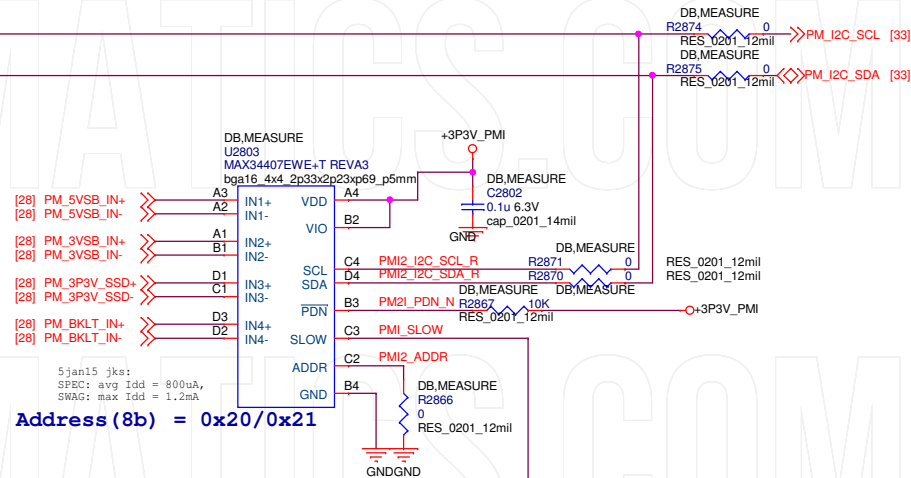 DB,MEASURE
R2874 0
RES_0201_12mil
PM_I2C_SCL [33]
DB,MEASURE
R2875 0
RES_0201_12mil
PM_I2C_SDA [33]
DB,MEASURE
U2803
MAX34407EWE+T REVA3
bga16_4x4_2p33x2p23xp69_p5mm
+3P3V_PMI
DB,MEASURE
C2802
0.1u 6.3V
cap_0201_14mil
GND
[28] PM_5VSB_IN+ A3 IN1+ VDD A4
[28] PM_5VSB_IN- A2 IN1-
VIO B2
[28] PM_3VSB_IN+ A1 IN2+
[28] PM_3VSB_IN- B1 IN2-
DB,MEASURE
SCL C4 PMI2_I2C_SCL_R R2871 RES_0201_12mil
[28] PM_3P3V_SSD+ D1 IN3+ SDA D4 PMI2_I2C_SDA_R R2870 RES_0201_12mil
[28] PM_3P3V_SSD- C1 IN3-
DB,MEASURE DB,MEASURE
PDN B3 PM2I_PDN_N R2867 10K +3P3V_PMI
RES_0201_12mil
[28] PM_BKLT_IN+ D3 IN4+
[28] PM_BKLT_IN- D2 IN4- SLOW C3 PMI_SLOW
ADDR C2 PMI2_ADDR
GND B4
5jan15 jks:
SPEC: avg Idd = 800uA,
SWAG: max Idd = 1.2mA
Address(8b) = 0x20/0x21
DB,MEASURE
R2866
0
RES_0201_12mil
GND GND
MATICS.COM